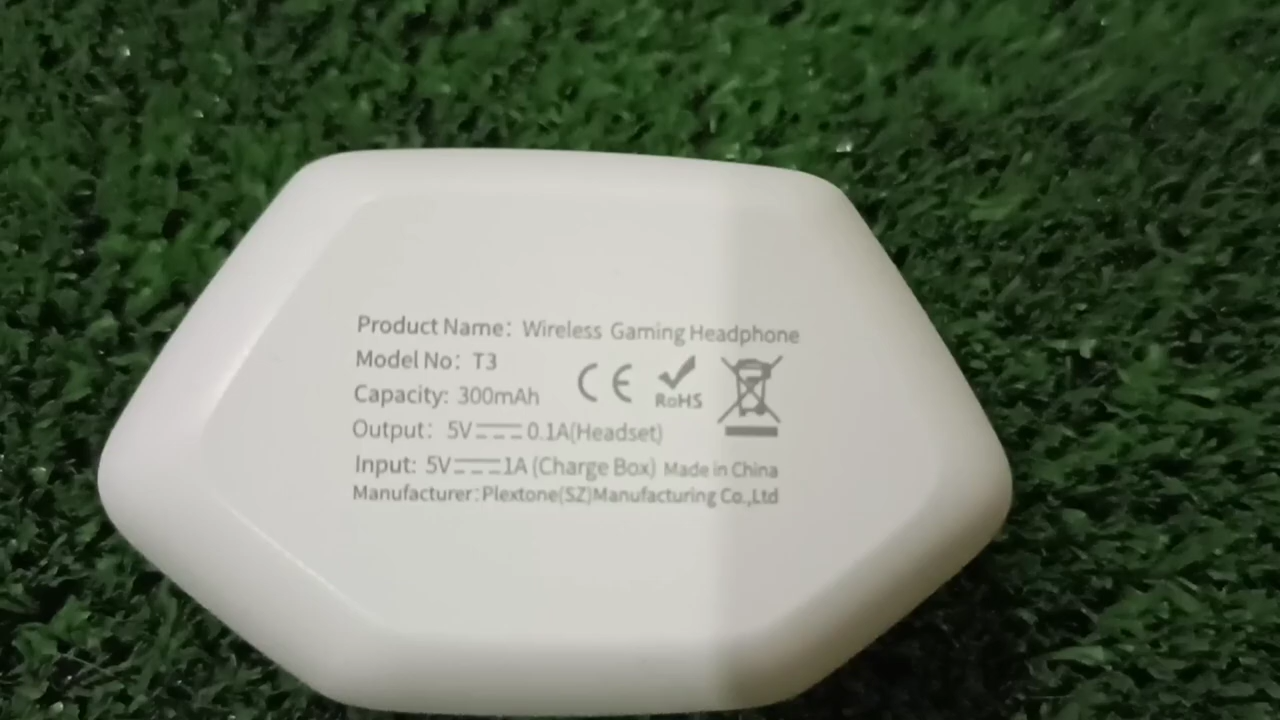 Product Name: Wireless Gaming Headphone
Model No: T3
Capacity: 300mAh
CE RoHS
Output: 5V⎓0.1A(Headset)
Input: 5V⎓1A (Charge Box) Made in China
Manufacturer:Plextone(SZ)Manufacturing Co.,Ltd